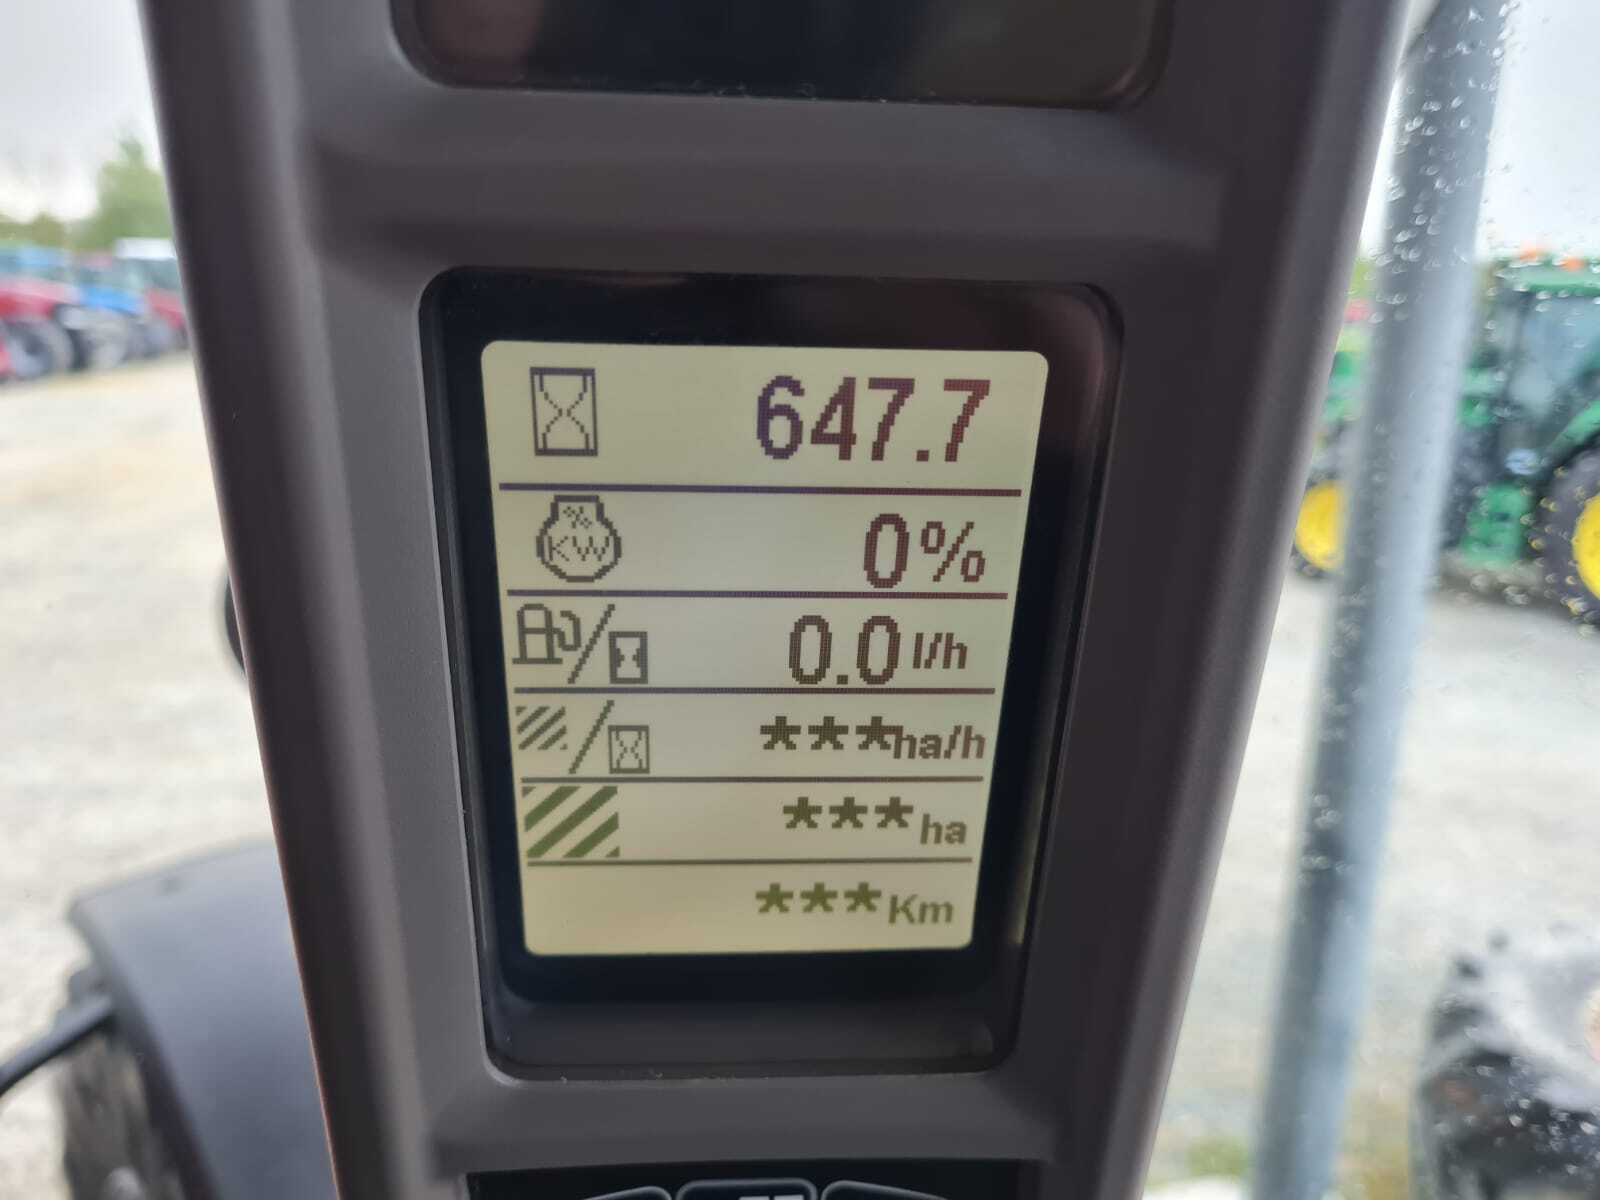 647.7
% KW 0%
0.0 l/h
*** ha/h
*** ha
*** Km